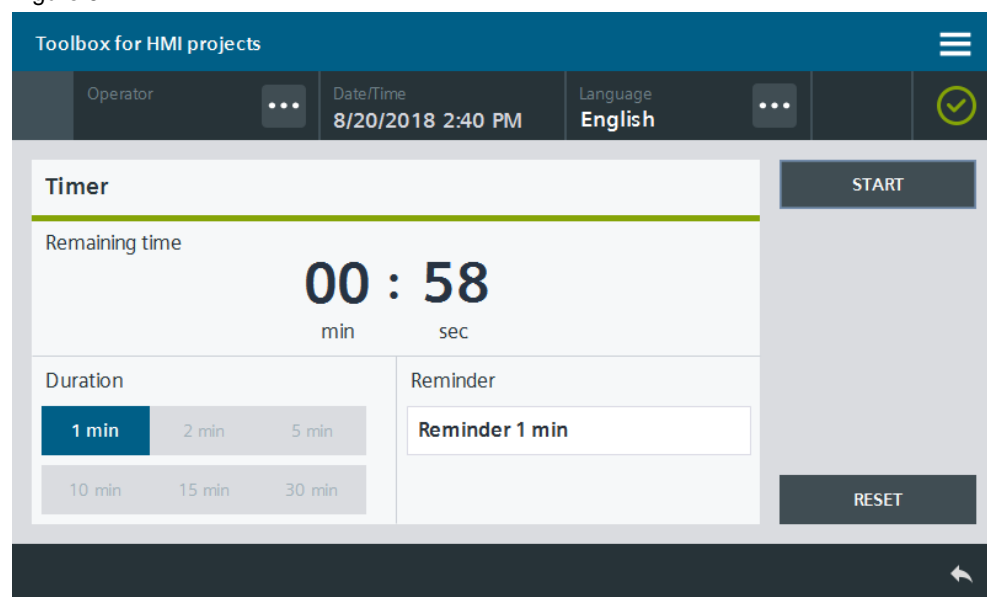 Toolbox for HMI projects
Operator
Date/Time
8/20/2018 2:40 PM
Language
English
Timer
START
Remaining time
00 : 58
min sec
Duration
Reminder
1 min 2 min 5 min
Reminder 1 min
10 min 15 min 30 min
RESET